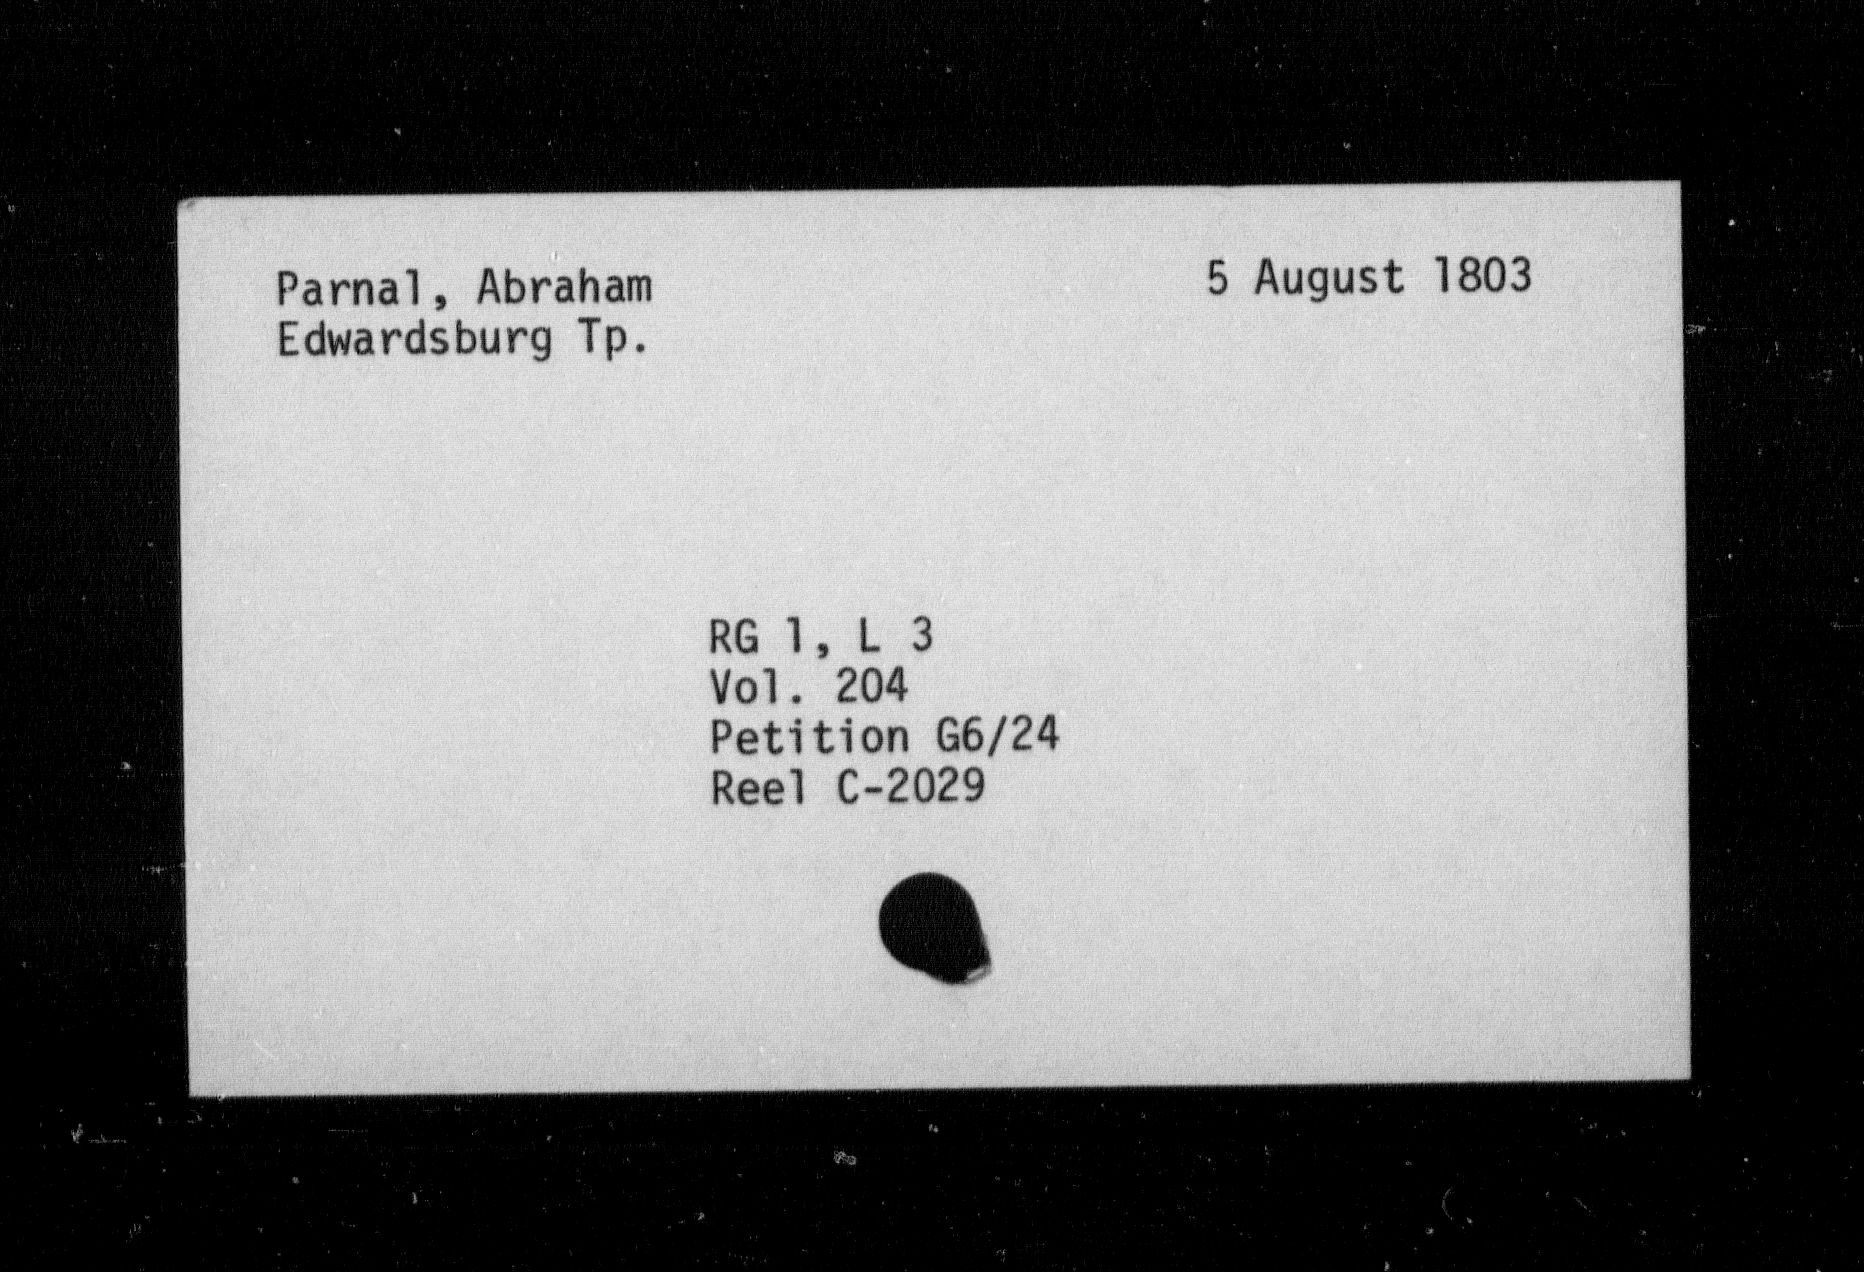 Parnal, Abraham
5 August 1803
Edwardsburg Tp.
RG 1, L 3
Vol. 204
Petition G6/24
Reel C-2029